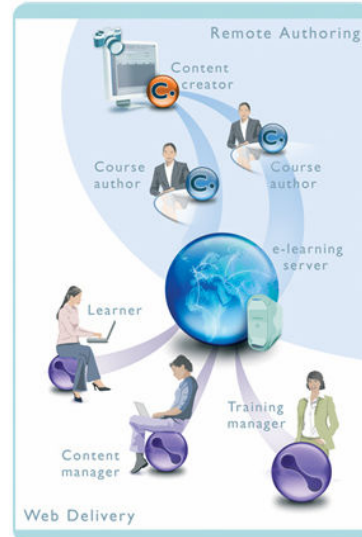 Remote Authoring
Content
creator
Course
author
Course
author
e-learning
server
Learner
Training
manager
Content
manager
Web Delivery